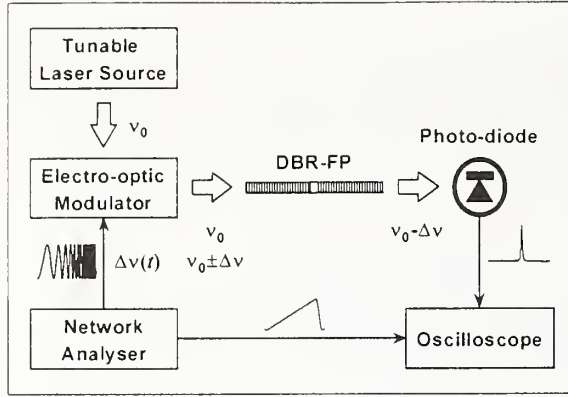 Tunable
Laser Source
ν₀
Photo-diode
DBR-FP
Electro-optic
Modulator
ν₀
ν₀±Δν
ν₀-Δν
Δν(t)
Network
Analyser
Oscilloscope